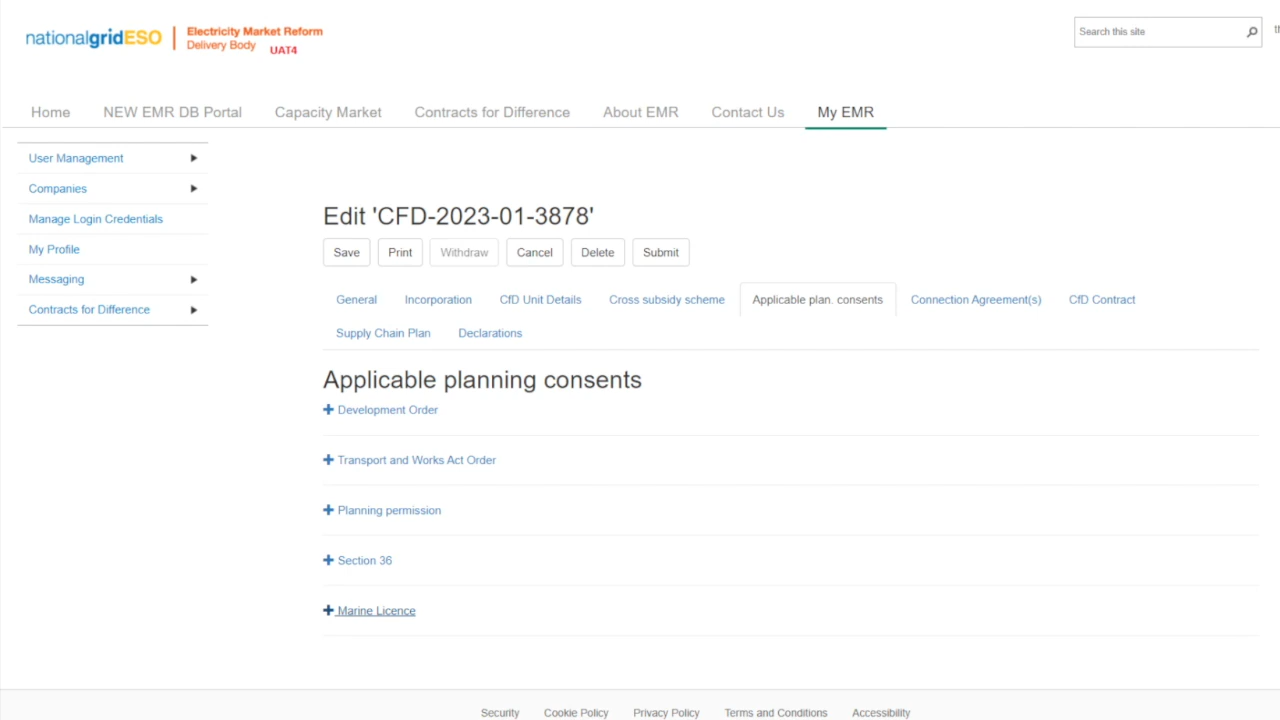 nationalgridESO
Electricity Market Reform
Delivery Body UAT4
Search this site
Home NEW EMR DB Portal Capacity Market Contracts for Difference About EMR Contact Us My EMR
User Management
Companies
Manage Login Credentials
My Profile
Messaging
Contracts for Difference
Edit 'CFD-2023-01-3878'
Save Print Withdraw Cancel Delete Submit
General Incorporation CfD Unit Details Cross subsidy scheme Applicable plan. consents Connection Agreement(s) CfD Contract
Supply Chain Plan Declarations
Applicable planning consents
Development Order
Transport and Works Act Order
Planning permission
Section 36
Marine Licence
Security Cookie Policy Privacy Policy Terms and Conditions Accessibility